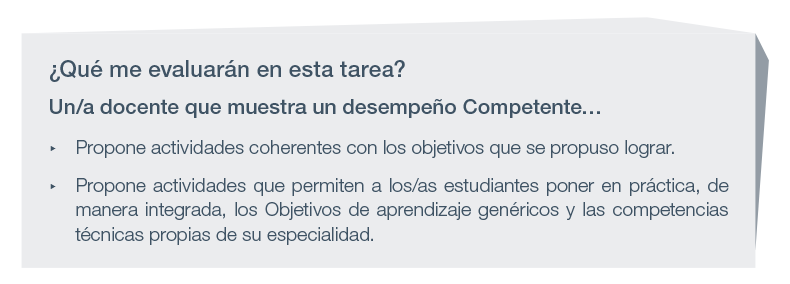 ¿Qué me evaluarán en esta tarea?
Un/a docente que muestra un desempeño Competente...
‣ Propone actividades coherentes con los objetivos que se propuso lograr.
‣ Propone actividades que permiten a los/as estudiantes poner en práctica, de
manera integrada, los Objetivos de aprendizaje genéricos y las competencias
técnicas propias de su especialidad.